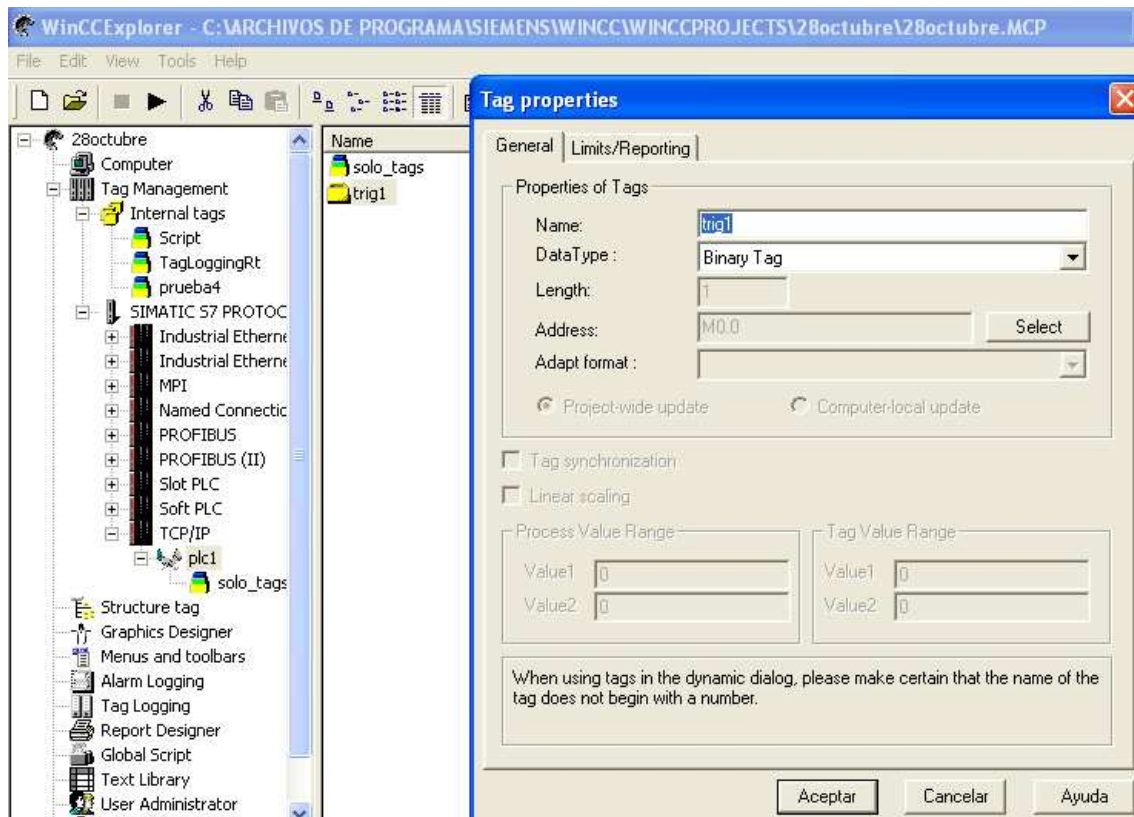 WinCCExplorer - C:\ARCHIVOS DE PROGRAMA\SIEMENS\WINCC\WINCCPROJECTS\28octubre\28octubre.MCP
File Edit View Tools Help
28octubre
Computer
Tag Management
Internal tags
Script
TagLoggingRt
prueba4
SIMATIC S7 PROTOC
Industrial Etherne
Industrial Etherne
MPI
Named Connectic
PROFIBUS
PROFIBUS (II)
Slot PLC
Soft PLC
TCP/IP
plc1
solo_tags
Structure tag
Graphics Designer
Menus and toolbars
Alarm Logging
Tag Logging
Report Designer
Global Script
Text Library
User Administrator
Name
solo_tags
trig1
Tag properties
General Limits/Reporting
Properties of Tags
Name: trig1
DataType : Binary Tag
Length: 1
Address: M0.0 Select
Adapt format :
Project-wide update Computer-local update
Tag synchronization
Linear scaling
Process Value Range Tag Value Range
Value1 0 Value1 0
Value2 0 Value2 0
When using tags in the dynamic dialog, please make certain that the name of the
tag does not begin with a number.
Aceptar Cancelar Ayuda